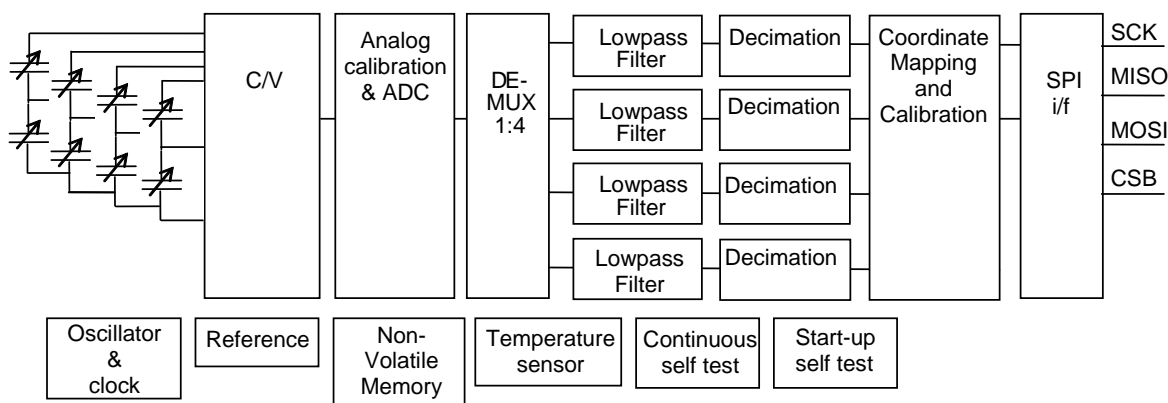 C/V
Analog
calibration
& ADC
DE-
MUX
1:4
Lowpass
Filter
Decimation
Lowpass
Filter
Decimation
Lowpass
Filter
Decimation
Lowpass
Filter
Decimation
Coordinate
Mapping
and
Calibration
SPI
i/f
SCK
MISO
MOSI
CSB
Oscillator
&
clock
Reference
Non-
Volatile
Memory
Temperature
sensor
Continuous
self test
Start-up
self test